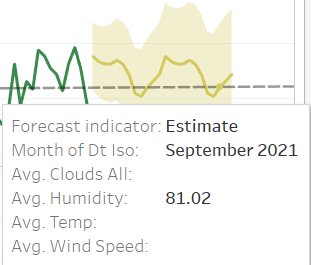 Forecast indicator: Estimate
Month of Dt Iso: September 2021
Avg. Clouds All:
Avg. Humidity: 81.02
Avg. Temp:
Avg. Wind Speed: